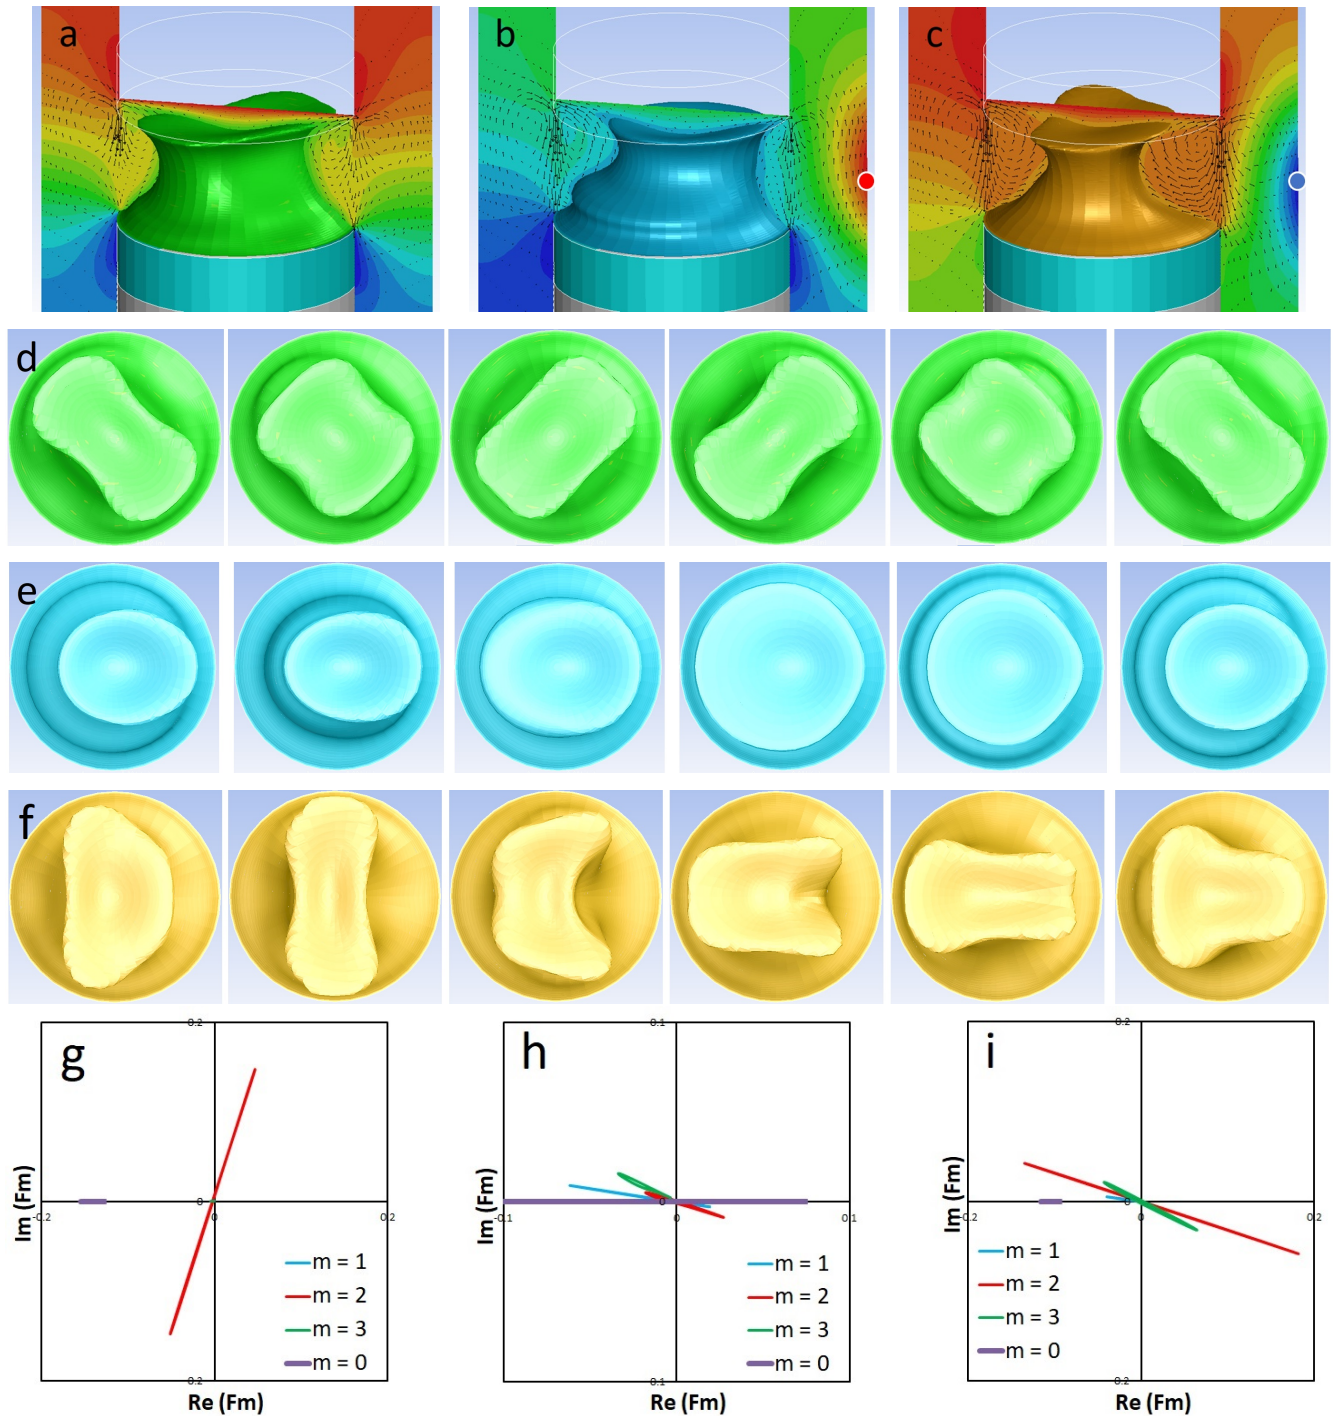 a
b
c
d
e
f
g
0.2
-0.2
0
0.2
0.2
Im (Fm)
Re (Fm)
m = 1
m = 2
m = 3
m = 0
h
0.1
-0.1
0
0
0.1
0.1
Im (Fm)
Re (Fm)
m = 1
m = 2
m = 3
m = 0
i
0.2
-0.2
0
0
0.2
0.2
Im (Fm)
Re (Fm)
m = 1
m = 2
m = 3
m = 0